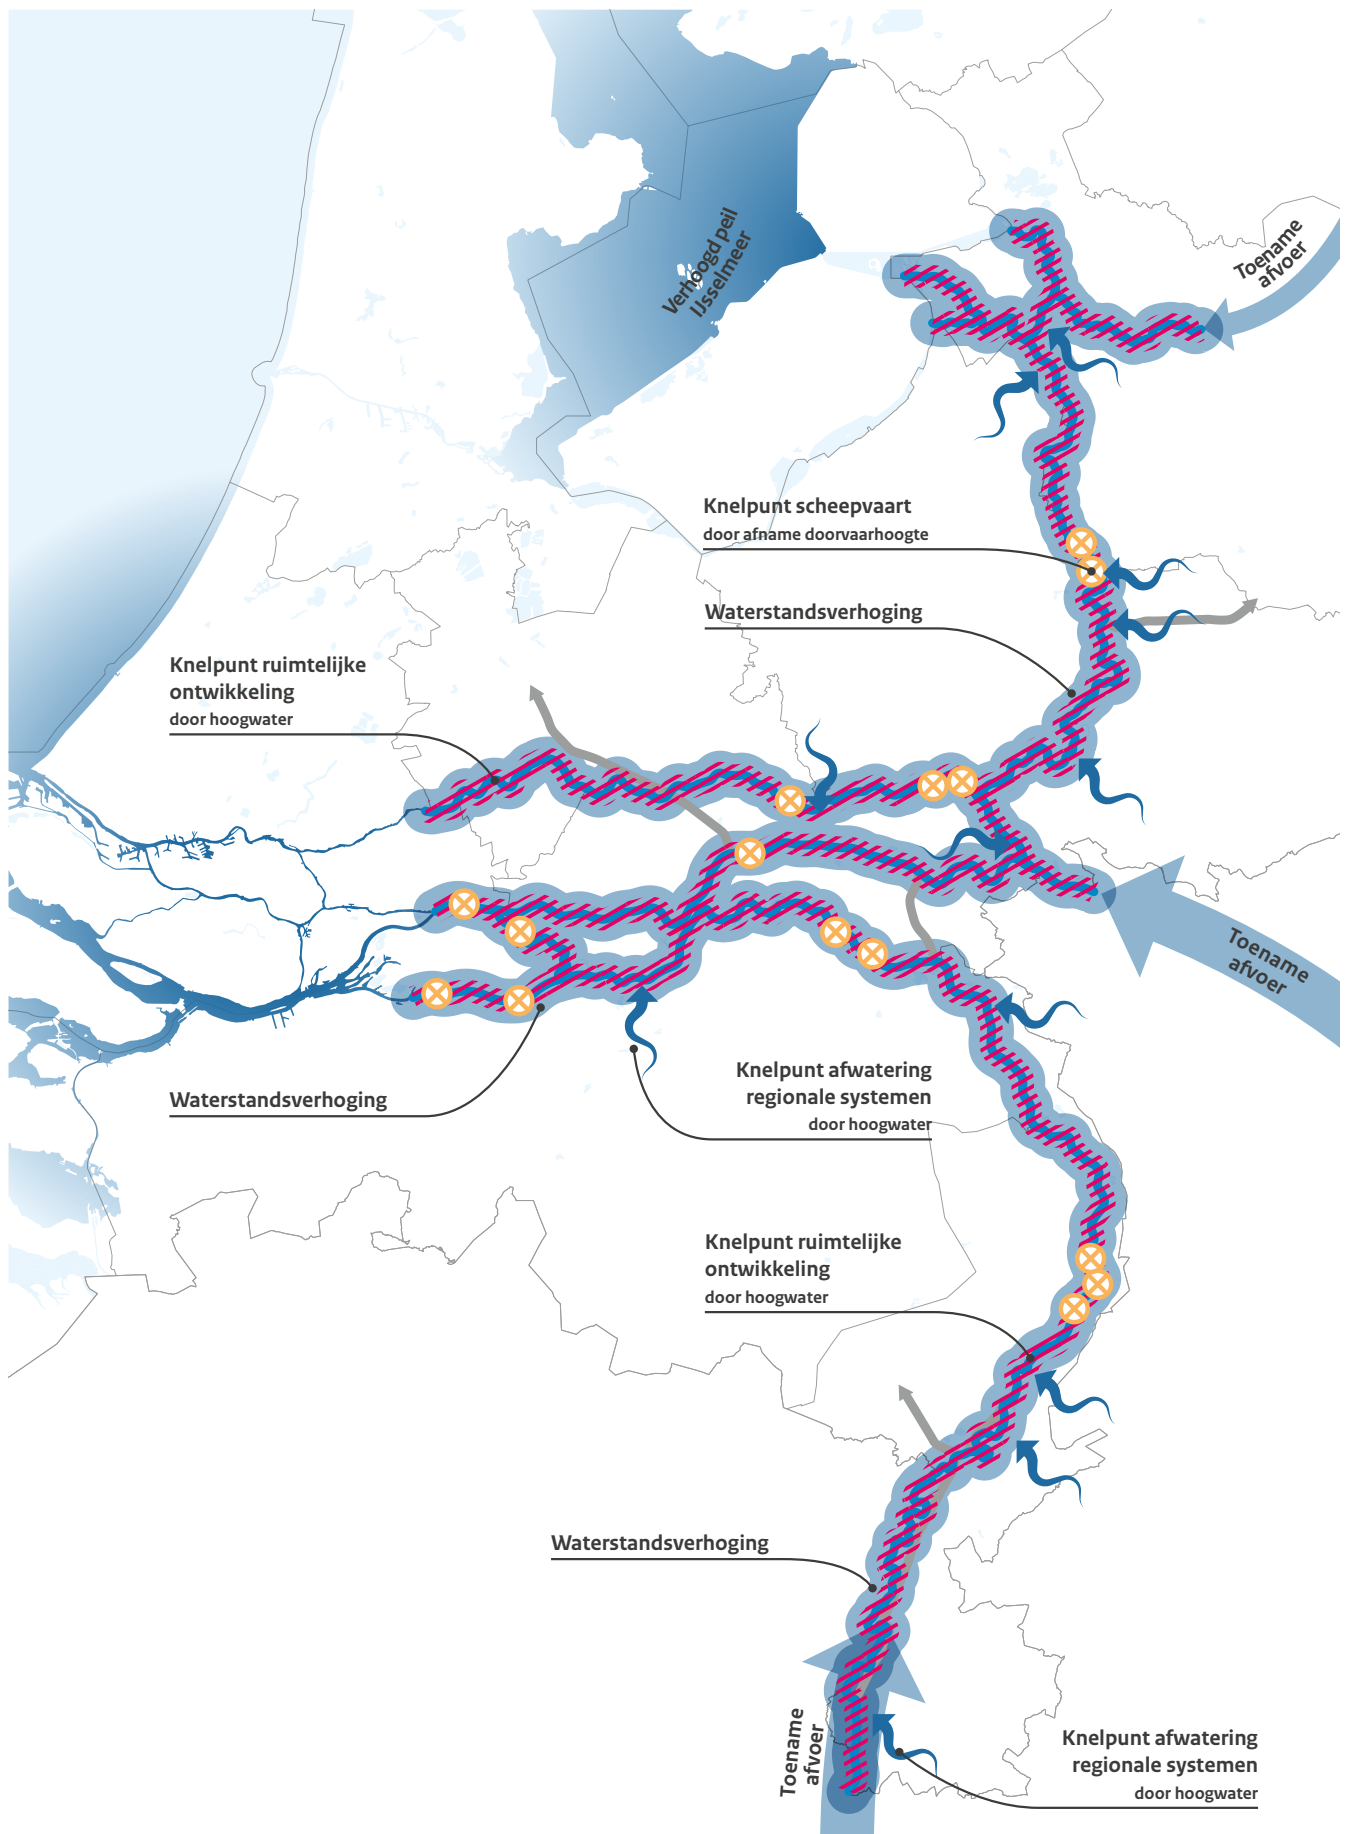 Verhoogd peil
IJsselmeer
Toename
afvoer
Knelpunt scheepvaart
door afname doorvaarhoogte
Waterstandsverhoging
Knelpunt ruimtelijke
ontwikkeling
door hoogwater
Toename
afvoer
Knelpunt afwatering
regionale systemen
door hoogwater
Waterstandsverhoging
Knelpunt ruimtelijke
ontwikkeling
door hoogwater
Waterstandsverhoging
Toename
afvoer
Knelpunt afwatering
regionale systemen
door hoogwater